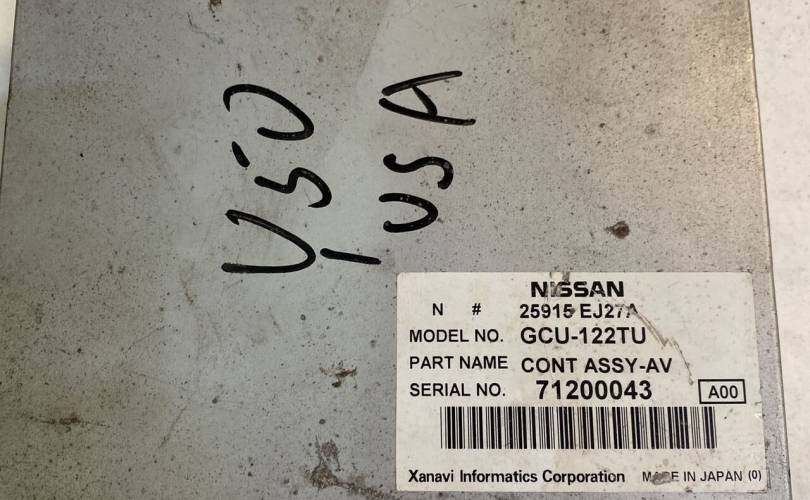 Y50
USA
NISSAN
N #
25915 EJ27A
MODEL NO. GCU-122TU
PART NAME CONT ASSY-AV
SERIAL NO. 71200043
A00
Xanavi Informatics Corporation MADE IN JAPAN (0)